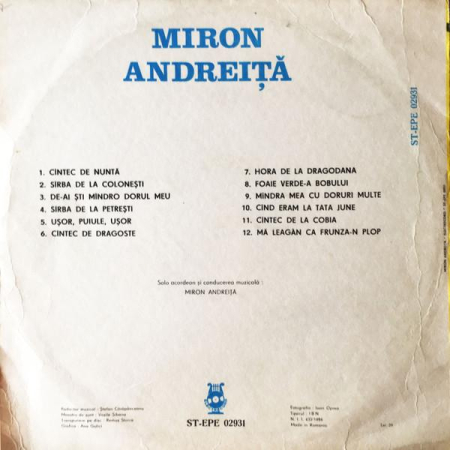 MIRON
ANDREIȚĂ
ST-EPE 02931
1. CÎNTEC DE NUNTĂ
2. SÎRBA DE LA COLONEȘTI
3. DE-AI ȘTI MÎNDRO DORUL MEU
4. SÎRBA DE LA PETREȘTI
5. UȘOR, PUIULE, UȘOR
6. CÎNTEC DE DRAGOSTE
7. HORA DE LA DRAGODANA
8. FOAIE VERDE-A BOBULUI
9. MÎNDRA MEA CU DORURI MULTE
10. CÎND ERAM LA TATA JUNE
11. CÎNTEC DE LA COBIA
12. MĂ LEAGĂN CA FRUNZA-N PLOP
Solo acordeon și conducerea muzicală :
MIRON ANDREIȚĂ
ST-EPE 02931
Made in Romania